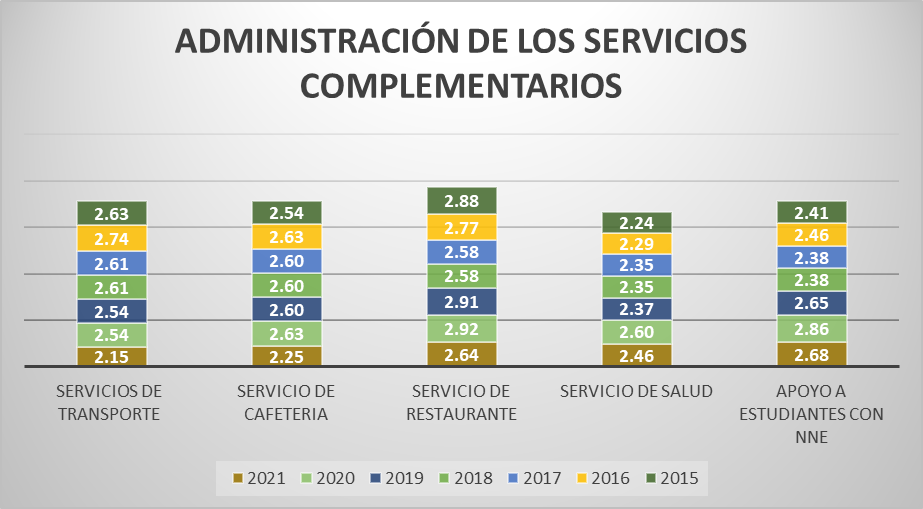 ADMINISTRACIÓN DE LOS SERVICIOS
COMPLEMENTARIOS
2.63 2.54 2.88 2.24 2.41
2.74 2.63 2.77 2.29 2.46
2.61 2.60 2.58 2.35 2.38
2.61 2.60 2.58 2.35 2.38
2.54 2.60 2.91 2.37 2.65
2.54 2.63 2.92 2.60 2.86
2.15 2.25 2.64 2.46 2.68
SERVICIOS DE
TRANSPORTE
SERVICIO DE
CAFETERIA
SERVICIO DE
RESTAURANTE
SERVICIO DE SALUD
APOYO A
ESTUDIANTES CON
NNE
2021 2020 2019 2018 2017 2016 2015